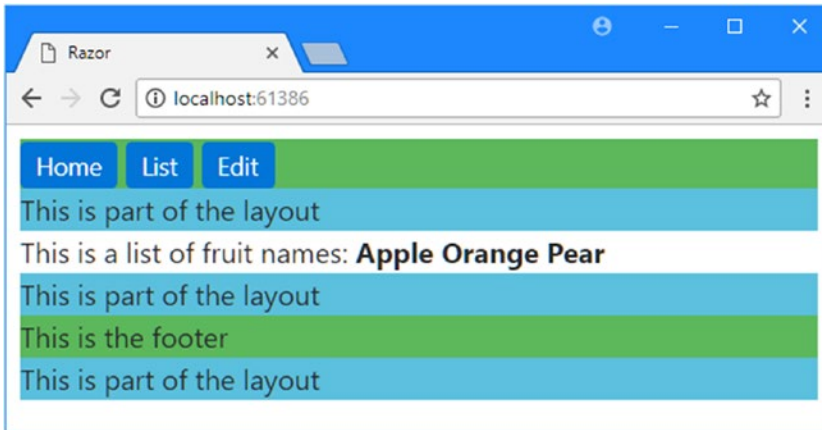 Razor
localhost:61386
Home List Edit
This is part of the layout
This is a list of fruit names: Apple Orange Pear
This is part of the layout
This is the footer
This is part of the layout